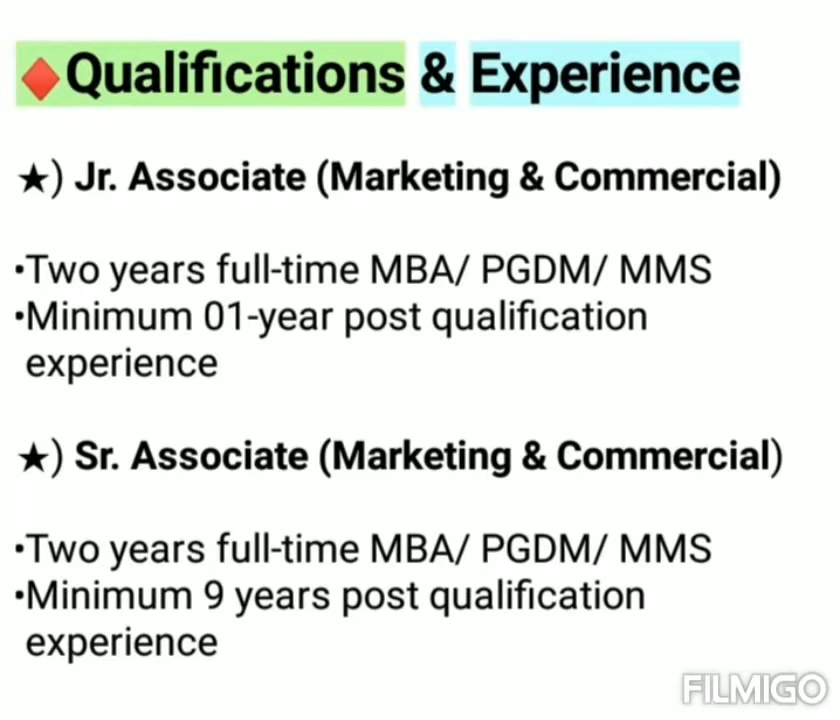 ♦Qualifications & Experience
★) Jr. Associate (Marketing & Commercial)
•Two years full-time MBA/ PGDM/ MMS
•Minimum 01-year post qualification
experience
★) Sr. Associate (Marketing & Commercial)
•Two years full-time MBA/ PGDM/ MMS
•Minimum 9 years post qualification
experience
FILMIGO